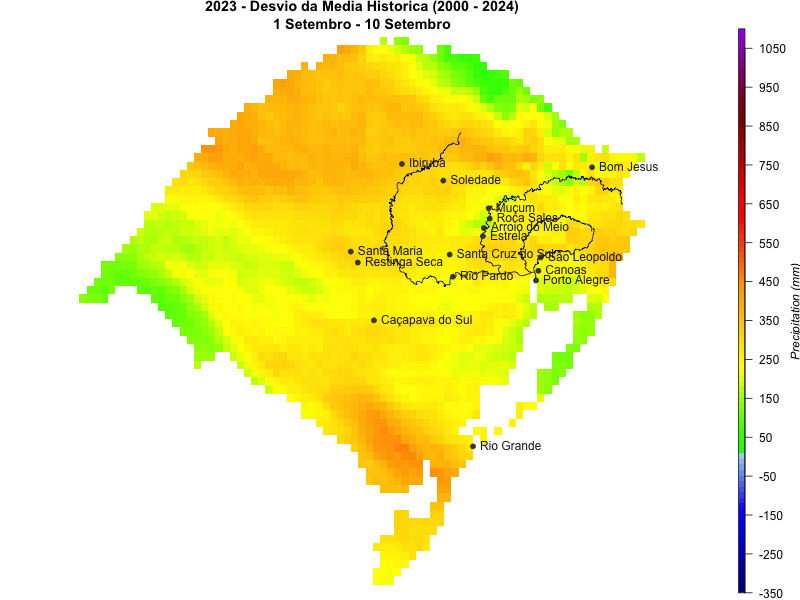 2023 - Desvio da Media Historica (2000 - 2024)
1 Setembro - 10 Setembro
1050
950
850
750
650
550
450
350
250
150
50
-50
-150
-250
-350
Precipitation (mm)
Ibirubá
Bom Jesus
Soledade
Muçum
Roca Sales
Arroio do Meio
Estrela
Santa Maria
Santa Cruz do Sul
São Leopoldo
Restinga Seca
Canoas
Rio Pardo
Porto Alegre
Caçapava do Sul
Rio Grande